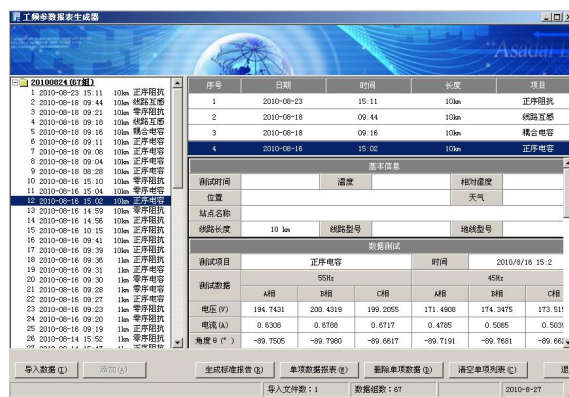 工频参数报表生成器
"Asadal I
20100824(67组)
1 2010-08-23 15:11 10km 正序阻抗
2 2010-08-18 09:44 10km 线路互感
3 2010-08-18 09:21 10km 零序阻抗
4 2010-08-18 09:18 10km 线路互感
5 2010-08-18 09:16 10km 耦合电容
6 2010-08-18 09:11 10km 正序电容
7 2010-08-18 09:08 10km 正序电容
8 2010-08-18 09:04 10km 正序电容
9 2010-08-18 08:28 10km 正序电容
10 2010-08-16 15:10 10km 零序阻抗
11 2010-08-16 15:04 10km 零序电容
12 2010-08-16 15:02 10km 正序电容
13 2010-08-16 14:59 10km 零序阻抗
14 2010-08-16 14:56 10km 正序阻抗
15 2010-08-16 10:15 10km 正序阻抗
16 2010-08-16 09:41 10km 正序阻抗
17 2010-08-16 09:39 10km 正序阻抗
18 2010-08-16 09:36 1km 正序阻抗
19 2010-08-16 09:31 1km 零序电容
20 2010-08-16 09:30 1km 零序电容
21 2010-08-16 09:28 1km 零序电容
22 2010-08-16 09:27 1km 正序电容
23 2010-08-16 09:23 1km 零序阻抗
24 2010-08-16 09:20 1km 零序阻抗
25 2010-08-16 09:19 1km 正序阻抗
26 2010-08-14 15:52 1km 零序阻抗
序号 日期 时间 长度 项目
1 2010-08-23 15:11 10km 正序阻抗
2 2010-08-18 09:44 10km 线路互感
3 2010-08-18 09:16 10km 耦合电容
4 2010-08-16 15:02 10km 正序电容
基本信息
测试时间 温度 相对湿度
位置 天气
站点名称
线路长度 10 km 线路型号 地线型号
数据测试
测试项目 正序电容 时间 2010/8/16 15:2
测试数据 55Hz 45Hz
A相 B相 C相 A相 B相 C相
电压(V) 194.7431 200.4319 199.2055 171.4908 174.3475 173.51
电流(A) 0.6308 0.6788 0.6717 0.4785 0.5085 0.503
角度θ(°) -89.7505 -89.7980 -89.6617 -89.7191 -89.7681 -89.66
导入数据(I) 添加(A) 生成标准报告(B) 单项数据报表(R) 删除单项数据(D) 清空单项列表(C) 退
导入文件数：1 数据组数：67 2010-8-27